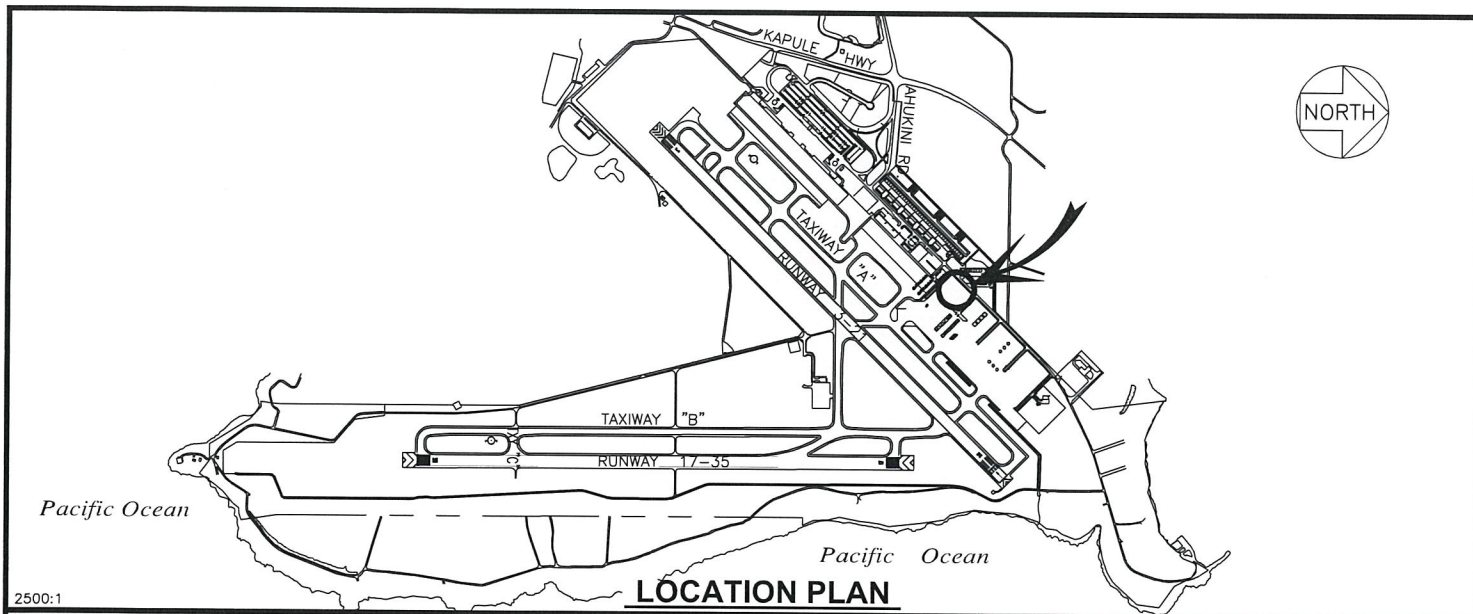 KAPULE HWY
AHUKINI RD
NORTH
TAXIWAY "A"
RUNWAY
TAXIWAY "B"
RUNWAY 17-35
Pacific Ocean
Pacific Ocean
LOCATION PLAN
2500:1